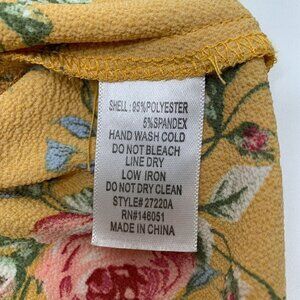 SHELL: 95%POLYESTER
5%SPANDEX
HAND WASH COLD
DO NOT BLEACH
LINE DRY
LOW IRON
DO NOT DRY CLEAN
STYLE# 27220A
RN#146051
MADE IN CHINA